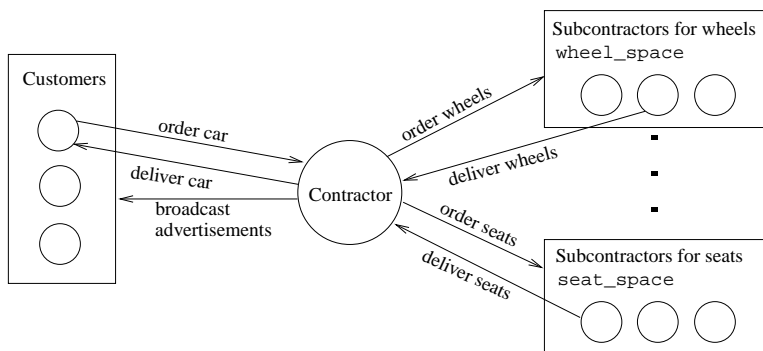 Customers
order car
deliver car
broadcast
advertisements
Contractor
order wheels
deliver wheels
order seats
deliver seats
Subcontractors for wheels
wheel_space
Subcontractors for seats
seat_space